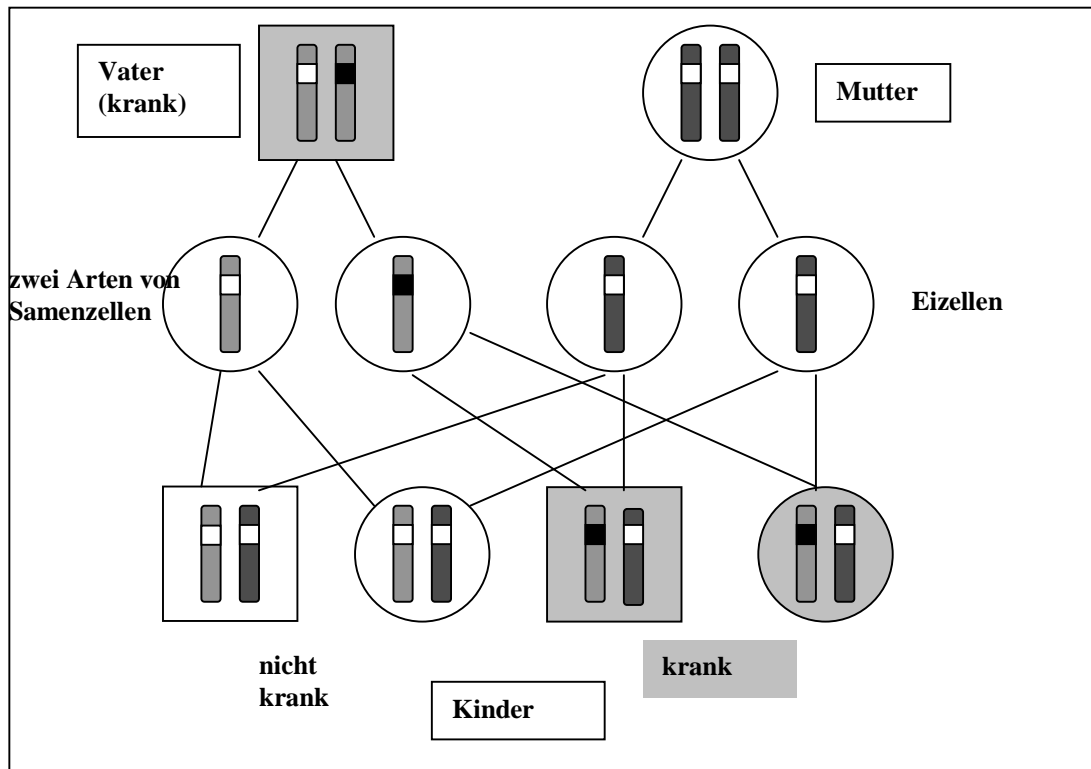 Vater
(krank)
Mutter
zwei Arten von
Samenzellen
Eizellen
nicht
krank
krank
Kinder